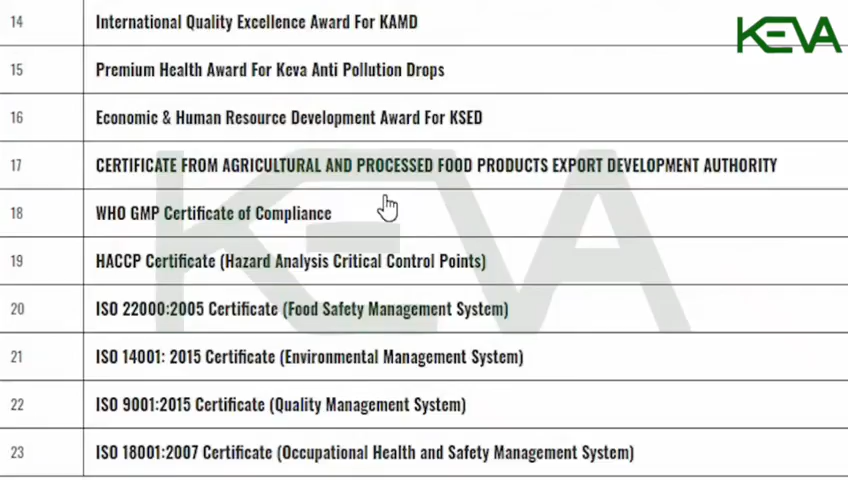 KEVA
14 International Quality Excellence Award For KAMD
15 Premium Health Award For Keva Anti Pollution Drops
16 Economic & Human Resource Development Award For KSED
17 CERTIFICATE FROM AGRICULTURAL AND PROCESSED FOOD PRODUCTS EXPORT DEVELOPMENT AUTHORITY
18 WHO GMP Certificate of Compliance
19 HACCP Certificate (Hazard Analysis Critical Control Points)
20 ISO 22000:2005 Certificate (Food Safety Management System)
21 ISO 14001: 2015 Certificate (Environmental Management System)
22 ISO 9001:2015 Certificate (Quality Management System)
23 ISO 18001:2007 Certificate (Occupational Health and Safety Management System)
KEVA